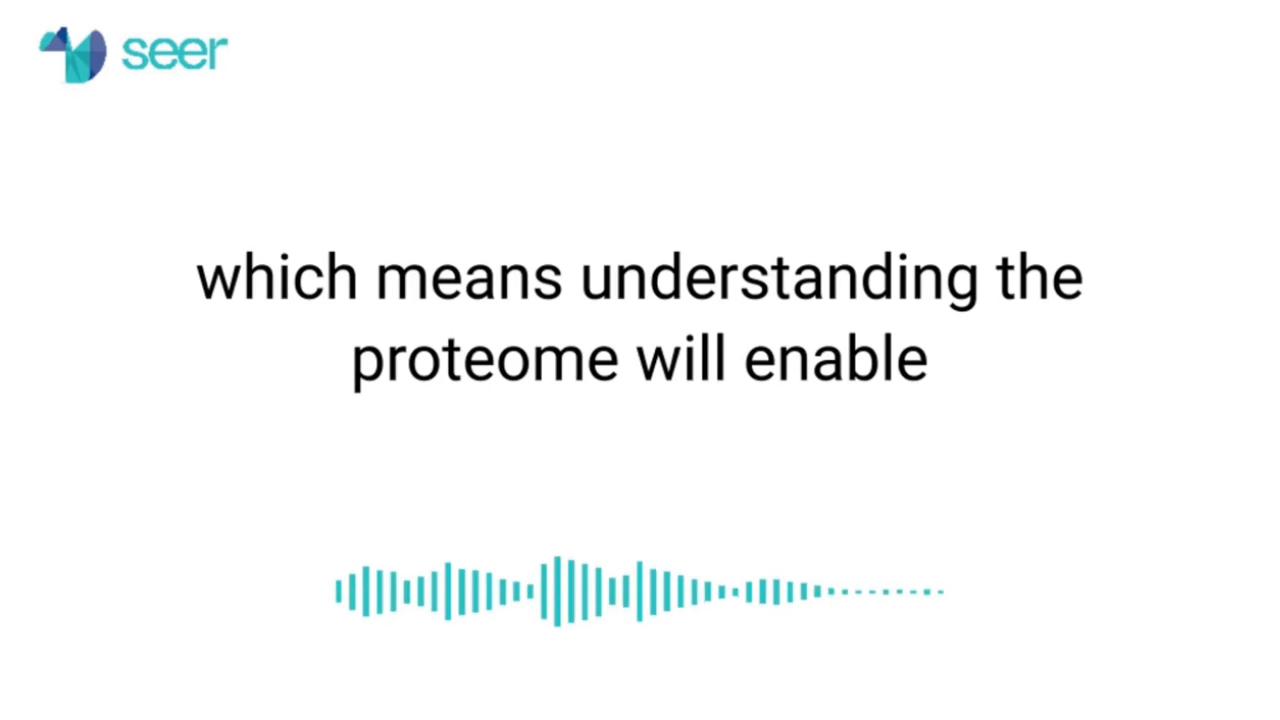 seer
which means understanding the
proteome will enable